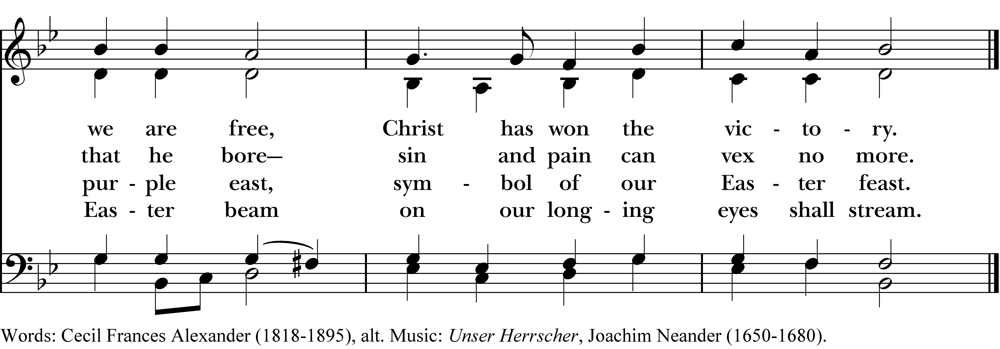 we are free, Christ has won the vic - to - ry.
that he bore— sin and pain can vex no more.
pur - ple east, sym - bol of our Eas - ter feast.
Eas - ter beam on our long - ing eyes shall stream.
Words: Cecil Frances Alexander (1818-1895), alt. Music: Unser Herrscher, Joachim Neander (1650-1680).